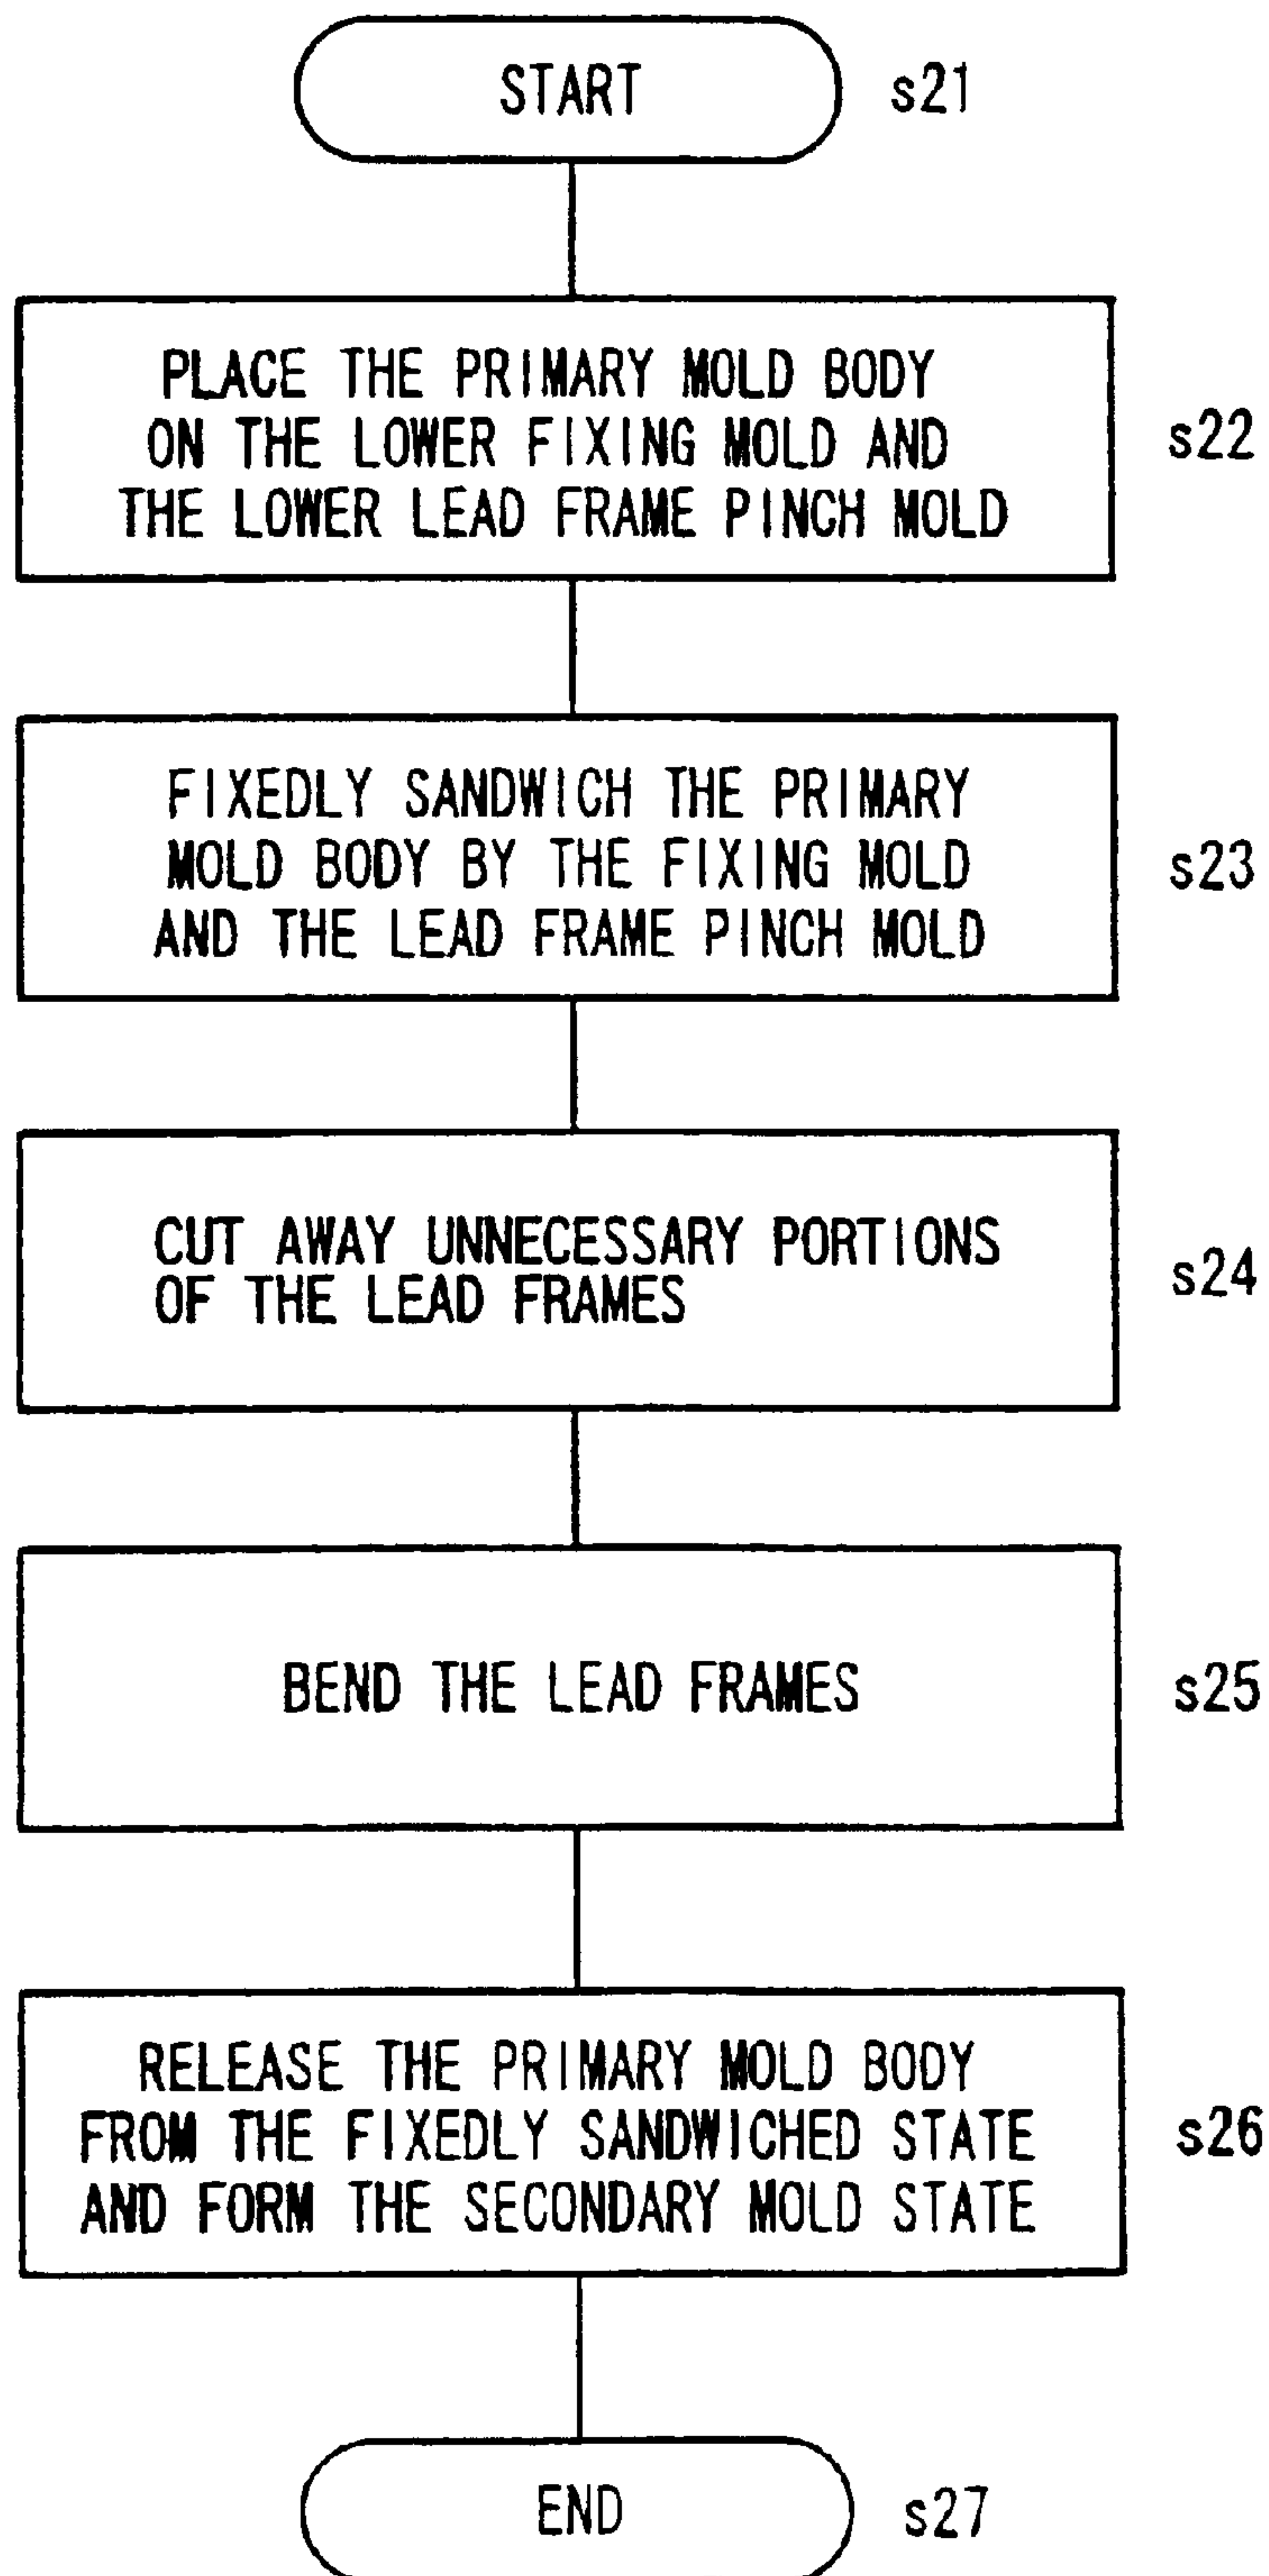 START s21
PLACE THE PRIMARY MOLD BODY
ON THE LOWER FIXING MOLD AND
THE LOWER LEAD FRAME PINCH MOLD
s22
FIXEDLY SANDWICH THE PRIMARY
MOLD BODY BY THE FIXING MOLD
AND THE LEAD FRAME PINCH MOLD
s23
CUT AWAY UNNECESSARY PORTIONS
OF THE LEAD FRAMES
s24
BEND THE LEAD FRAMES
s25
RELEASE THE PRIMARY MOLD BODY
FROM THE FIXEDLY SANDWICHED STATE
AND FORM THE SECONDARY MOLD STATE
s26
END s27